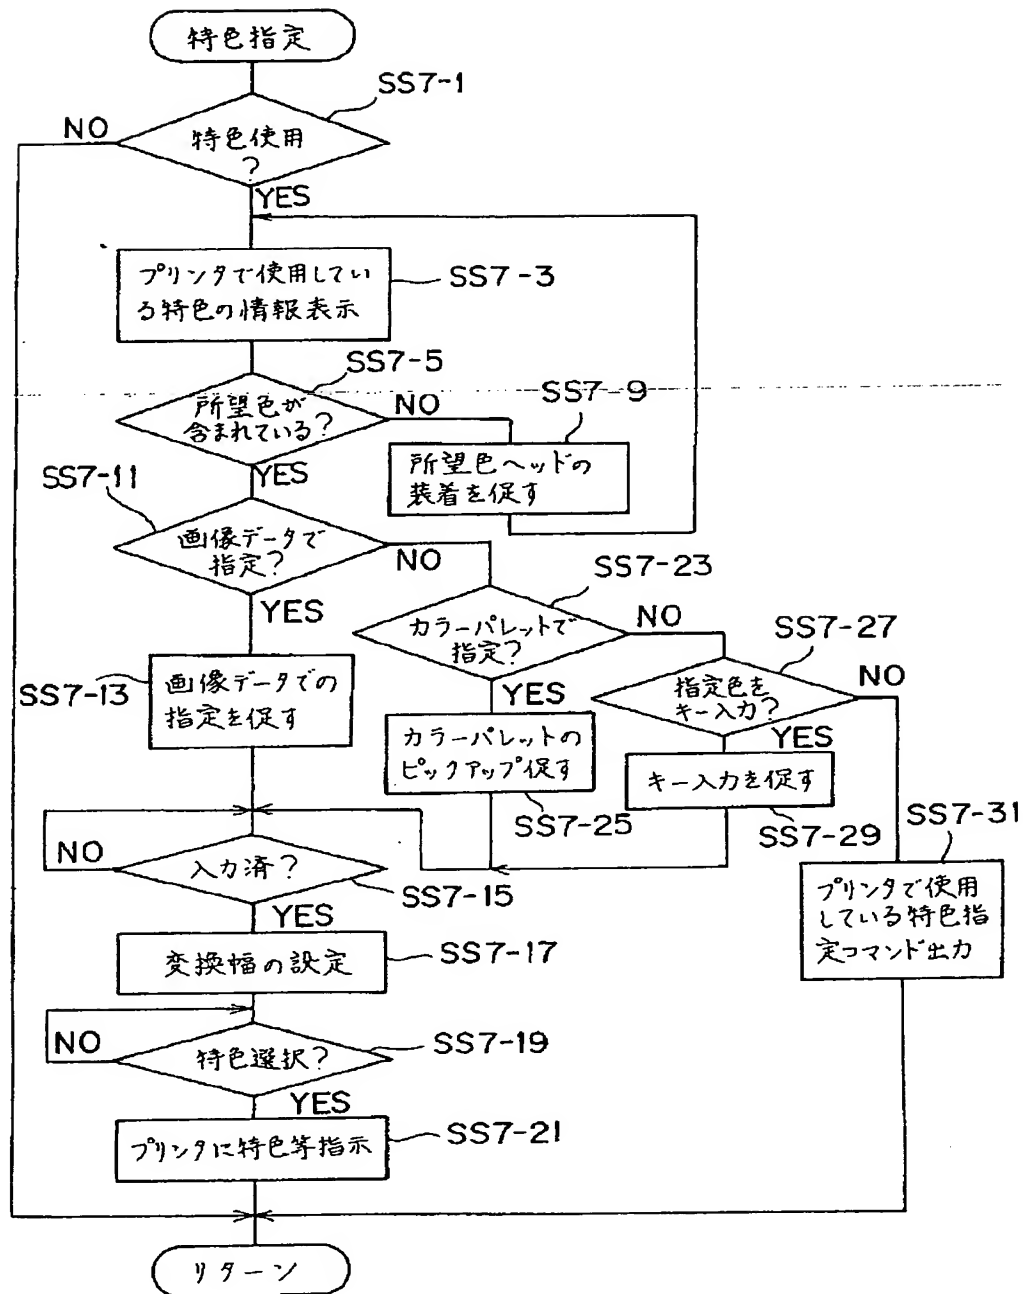 特色指定
SS7-1
NO
特色使用
?
YES
プリンタで使用してい
る特色の情報表示
SS7-3
SS7-5
所望色が
含まれている?
NO
SS7-9
所望色ヘッドの
装着を促す
YES
SS7-11
画像データで
指定?
NO
YES
SS7-23
カラーパレットで
指定?
NO
SS7-27
指定色を
キー入力?
NO
SS7-13
画像データでの
指定を促す
YES
カラーパレットの
ピックアップ促す
SS7-25
YES
キー入力を促す
SS7-29
SS7-31
プリンタで使用
している特色指
定コマンド出力
NO
入力済?
SS7-15
YES
変換幅の設定
SS7-17
NO
特色選択?
SS7-19
YES
プリンタに特色等指示
SS7-21
リターン